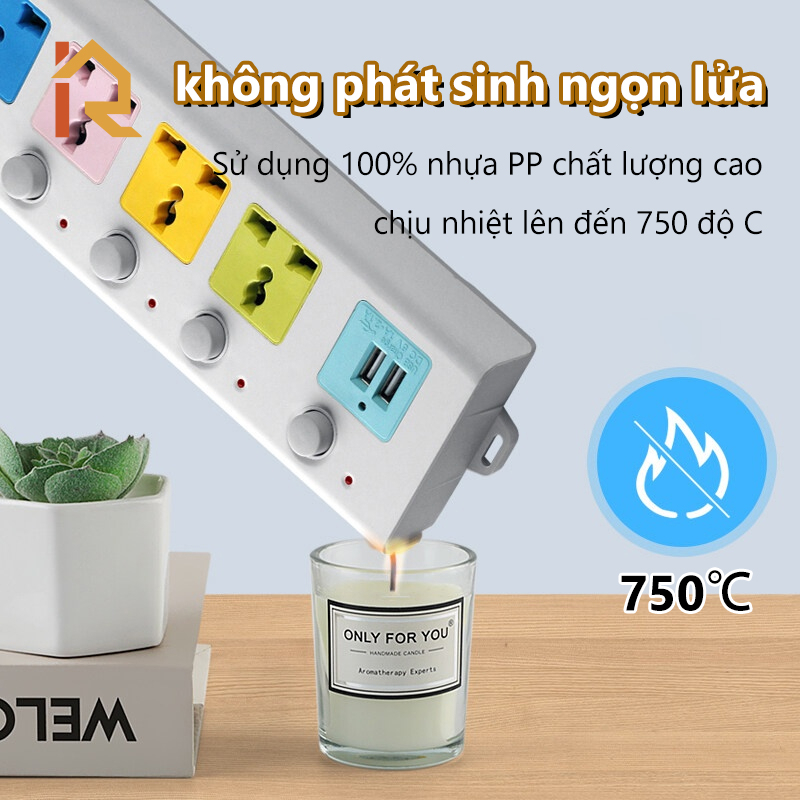 không phát sinh ngọn lửa
Sử dụng 100% nhựa PP chất lượng cao
chịu nhiệt lên đến 750 độ C
750℃
ONLY FOR YOU®
HANDMADE CANDLE
Aromatherapy Experts
WELCO